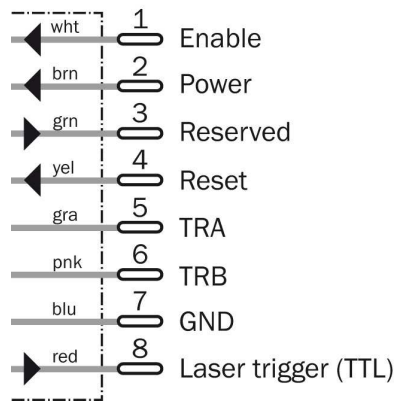 wht 1 Enable
brn 2 Power
grn 3 Reserved
yel 4 Reset
gra 5 TRA
pnk 6 TRB
blu 7 GND
red 8 Laser trigger (TTL)